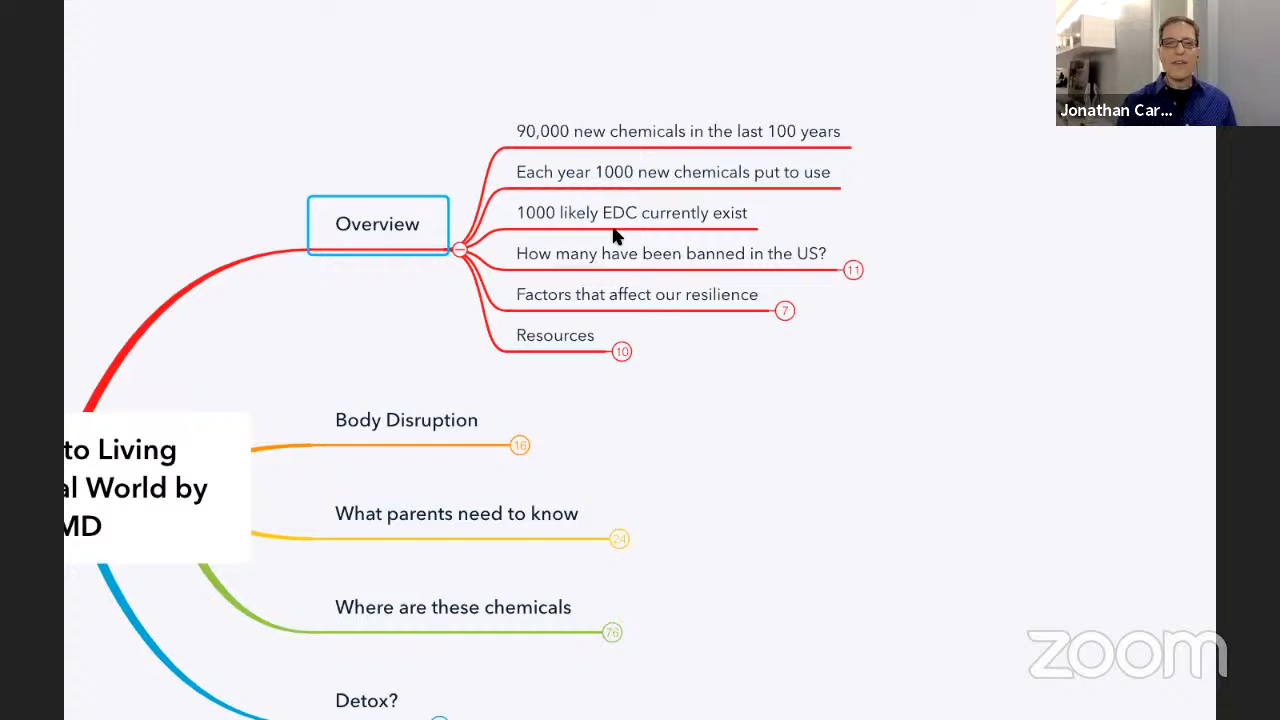 Jonathan Car...
90,000 new chemicals in the last 100 years
Each year 1000 new chemicals put to use
1000 likely EDC currently exist
Overview
How many have been banned in the US?
11
Factors that affect our resilience
7
Resources
10
Body Disruption
16
to Living
al World by
MD
What parents need to know
24
Where are these chemicals
76
zoom
Detox?